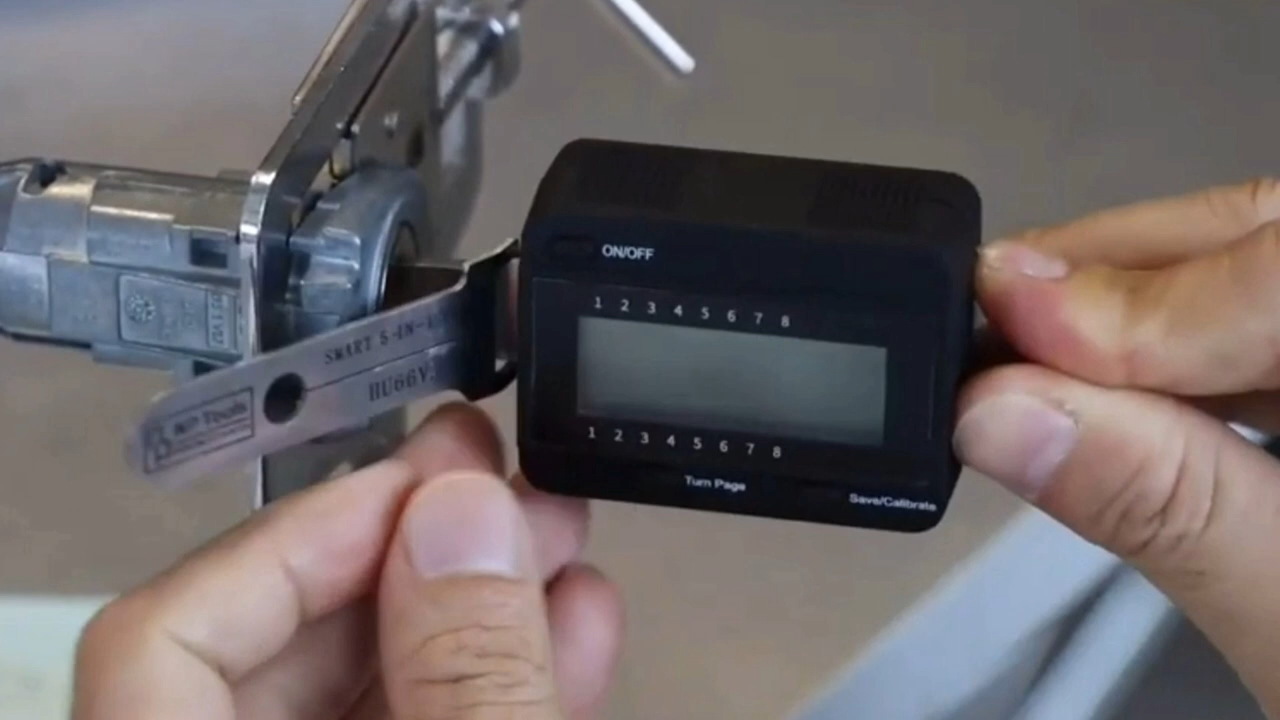 ON/OFF
1 2 3 4 5 6 7 8
SMART 5-IN-1
HU66V
Tools
1 2 3 4 5 6 7 8
Turn Page
Save/Calibrate